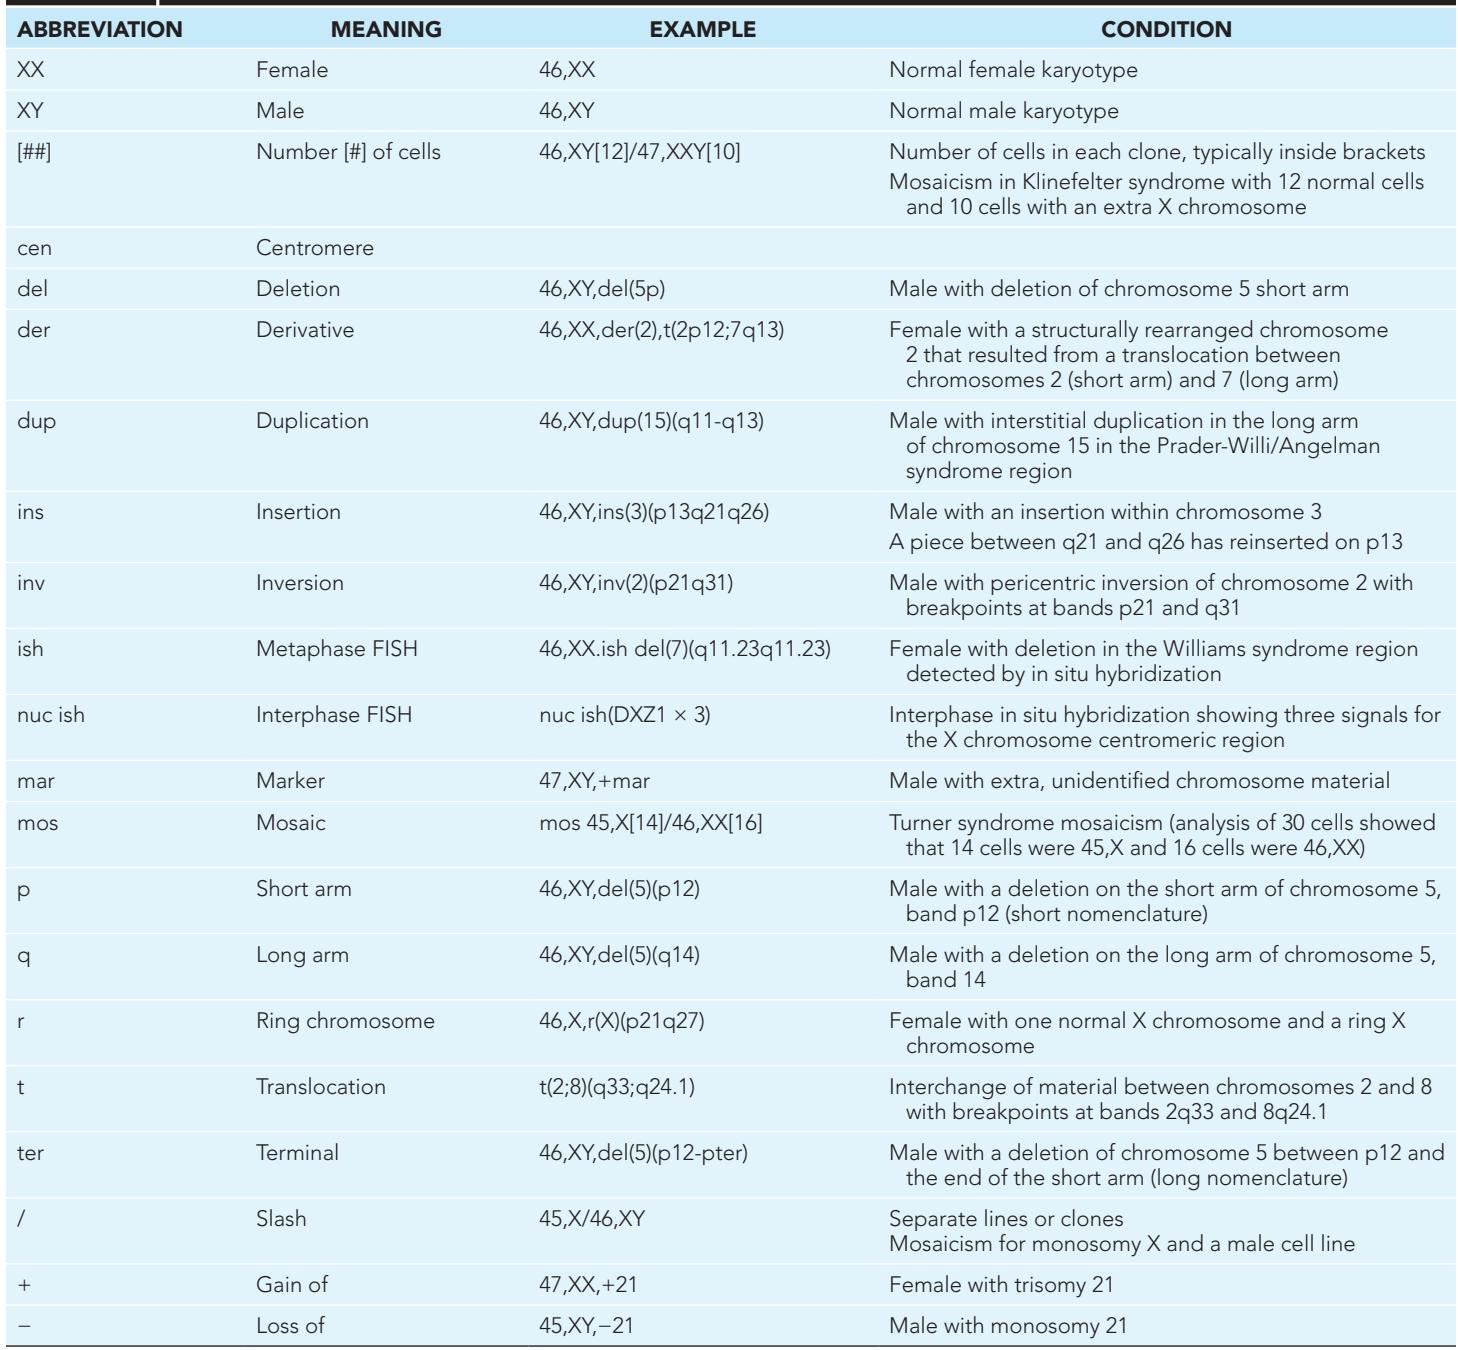 ABBREVIATION MEANING EXAMPLE CONDITION
XX Female 46,XX Normal female karyotype
XY Male 46,XY Normal male karyotype
[##] Number [#] of cells 46,XY[12]/47,XXY[10] Number of cells in each clone, typically inside brackets
Mosaicism in Klinefelter syndrome with 12 normal cells
and 10 cells with an extra X chromosome
cen Centromere
del Deletion 46,XY,del(5p) Male with deletion of chromosome 5 short arm
der Derivative 46,XX,der(2),t(2p12;7q13) Female with a structurally rearranged chromosome
2 that resulted from a translocation between
chromosomes 2 (short arm) and 7 (long arm)
dup Duplication 46,XY,dup(15)(q11-q13) Male with interstitial duplication in the long arm
of chromosome 15 in the Prader-Willi/Angelman
syndrome region
ins Insertion 46,XY,ins(3)(p13q21q26) Male with an insertion within chromosome 3
A piece between q21 and q26 has reinserted on p13
inv Inversion 46,XY,inv(2)(p21q31) Male with pericentric inversion of chromosome 2 with
breakpoints at bands p21 and q31
ish Metaphase FISH 46,XX.ish del(7)(q11.23q11.23) Female with deletion in the Williams syndrome region
detected by in situ hybridization
nuc ish Interphase FISH nuc ish(DXZ1 × 3) Interphase in situ hybridization showing three signals for
the X chromosome centromeric region
mar Marker 47,XY,+mar Male with extra, unidentified chromosome material
mos Mosaic mos 45,X[14]/46,XX[16] Turner syndrome mosaicism (analysis of 30 cells showed
that 14 cells were 45,X and 16 cells were 46,XX)
p Short arm 46,XY,del(5)(p12) Male with a deletion on the short arm of chromosome 5,
band p12 (short nomenclature)
q Long arm 46,XY,del(5)(q14) Male with a deletion on the long arm of chromosome 5,
band 14
r Ring chromosome 46,X,r(X)(p21q27) Female with one normal X chromosome and a ring X
chromosome
t Translocation t(2;8)(q33;q24.1) Interchange of material between chromosomes 2 and 8
with breakpoints at bands 2q33 and 8q24.1
ter Terminal 46,XY,del(5)(p12-pter) Male with a deletion of chromosome 5 between p12 and
the end of the short arm (long nomenclature)
/ Slash 45,X/46,XY Separate lines or clones
Mosaicism for monosomy X and a male cell line
+ Gain of 47,XX,+21 Female with trisomy 21
− Loss of 45,XY,−21 Male with monosomy 21